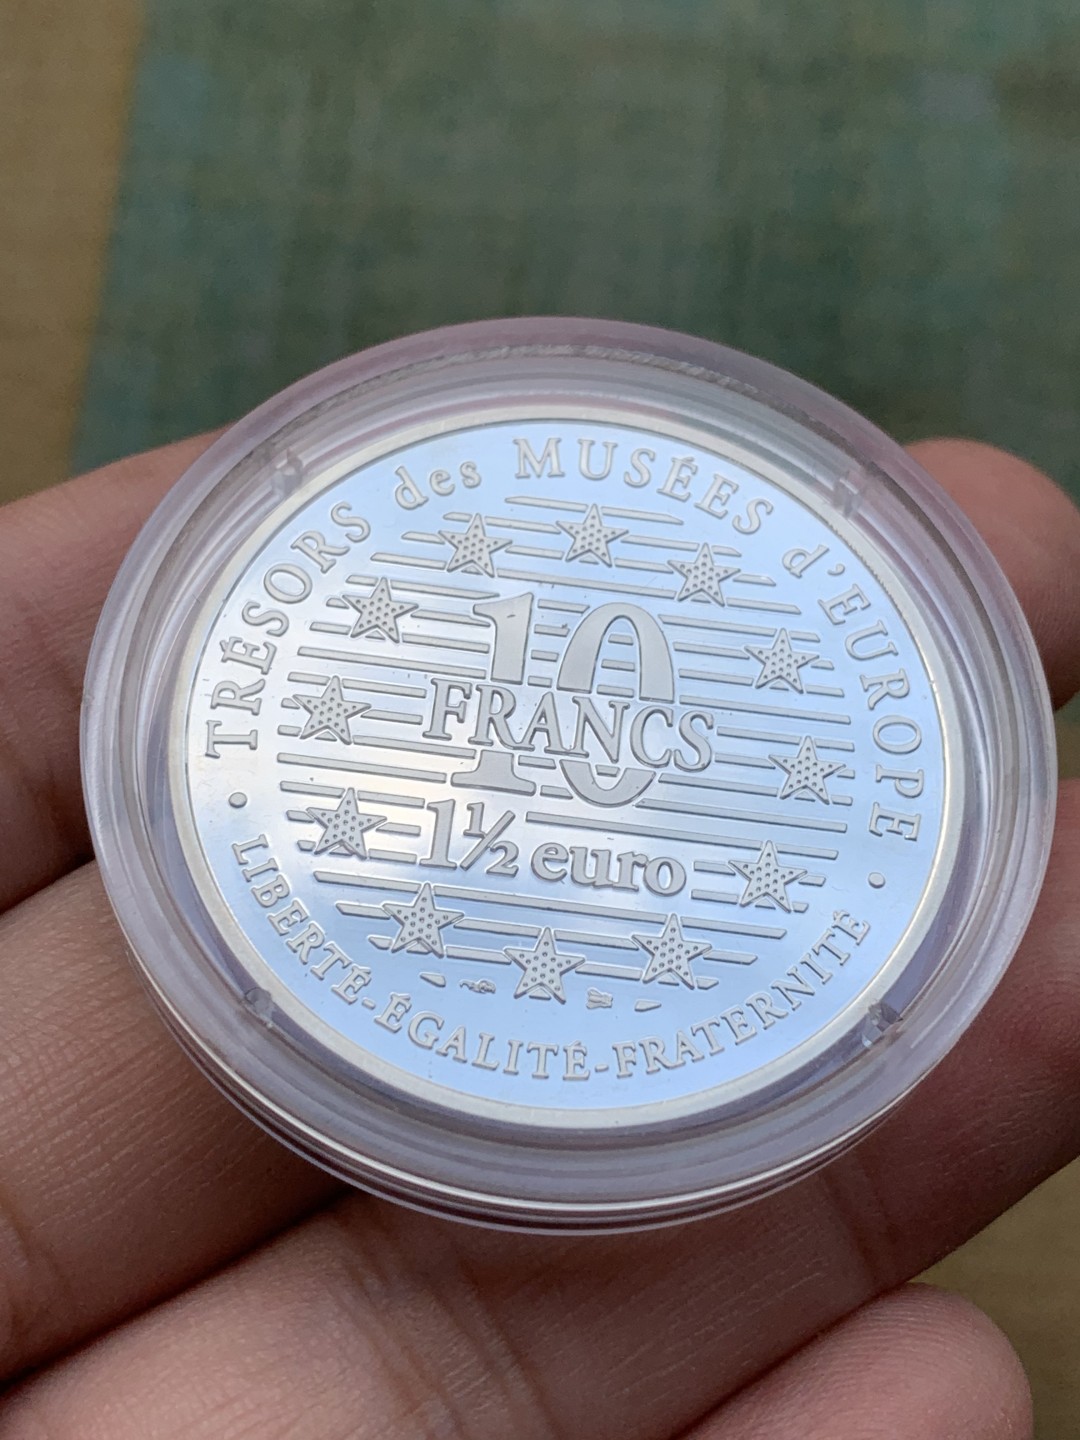 TRÉSORS des MUSÉES d'EUROPE
10
FRANCS
1½ euro
LIBERTÉ-ÉGALITÉ-FRATERNITÉ